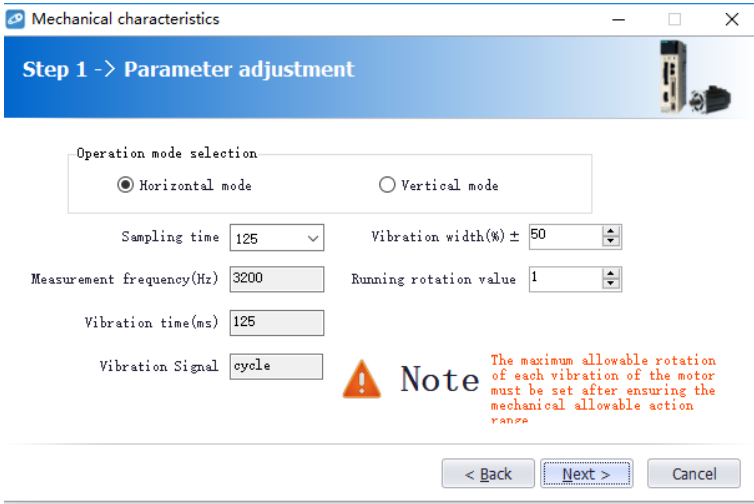 Mechanical characteristics
Step 1 -> Parameter adjustment
Operation mode selection
Horizontal mode
Vertical mode
Sampling time 125
Vibration width(%) ± 50
Measurement frequency(Hz) 3200
Running rotation value 1
Vibration time(ms) 125
Vibration Signal cycle
Note
The maximum allowable rotation
of each vibration of the motor
must be set after ensuring the
mechanical allowable action
range
< Back
Next >
Cancel